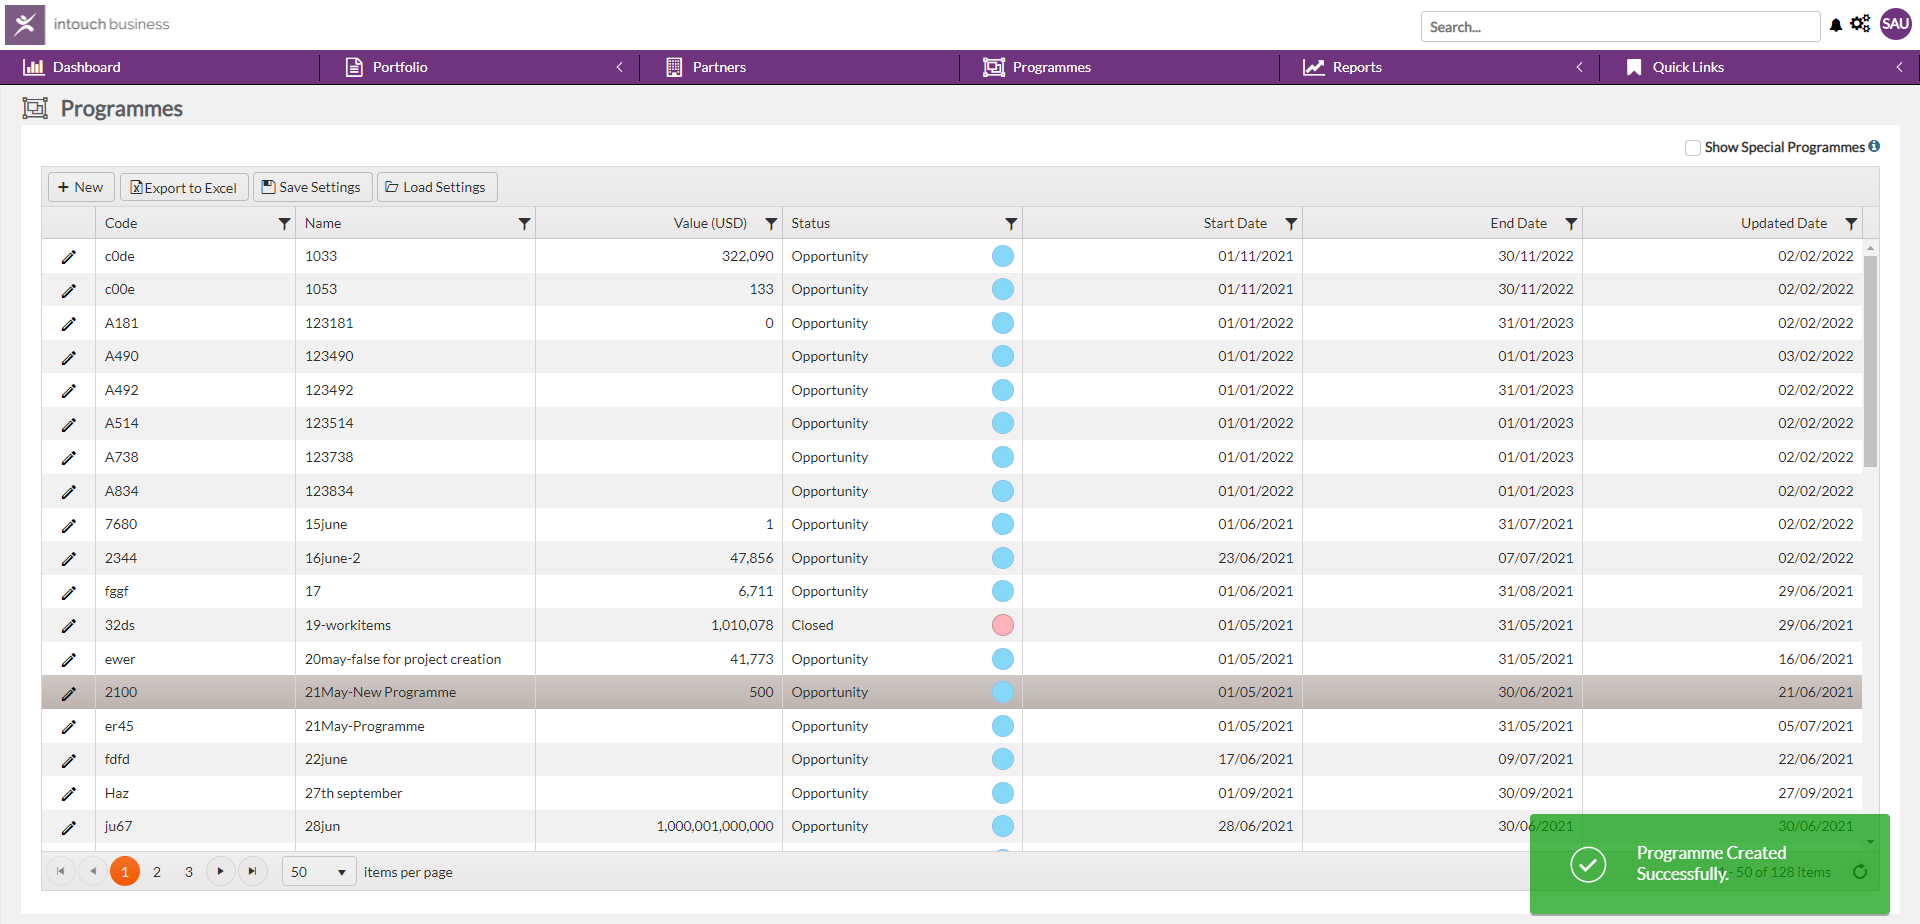 intouch business
Search...
SAU
Dashboard
Portfolio
Partners
Programmes
Reports
Quick Links
Programmes
Show Special Programmes
New
Export to Excel
Save Settings
Load Settings
Code Name Value (USD) Status Start Date End Date Updated Date
c0de 1033 322,090 Opportunity 01/11/2021 30/11/2022 02/02/2022
c00e 1053 133 Opportunity 01/11/2021 30/11/2022 02/02/2022
A181 123181 0 Opportunity 01/01/2022 31/01/2023 02/02/2022
A490 123490 Opportunity 01/01/2022 01/01/2023 03/02/2022
A492 123492 Opportunity 01/01/2022 31/01/2023 02/02/2022
A514 123514 Opportunity 01/01/2022 01/01/2023 02/02/2022
A738 123738 Opportunity 01/01/2022 01/01/2023 02/02/2022
A834 123834 Opportunity 01/01/2022 01/01/2023 02/02/2022
7680 15june 1 Opportunity 01/06/2021 31/07/2021 02/02/2022
2344 16june-2 47,856 Opportunity 23/06/2021 07/07/2021 02/02/2022
fggf 17 6,711 Opportunity 01/06/2021 31/08/2021 29/06/2021
32ds 19-workitems 1,010,078 Closed 01/05/2021 31/05/2021 29/06/2021
ewer 20may-false for project creation 41,773 Opportunity 01/05/2021 31/05/2021 16/06/2021
2100 21May-New Programme 500 Opportunity 01/05/2021 30/06/2021 21/06/2021
er45 21May-Programme Opportunity 01/05/2021 31/05/2021 05/07/2021
fdfd 22june Opportunity 17/06/2021 09/07/2021 22/06/2021
Haz 27th september Opportunity 01/09/2021 30/09/2021 27/09/2021
ju67 28jun 1,000,001,000,000 Opportunity 28/06/2021 30/06/2021 30/06/2021
1 2 3 50 items per page
- 50 of 128 items
Programme Created
Successfully.